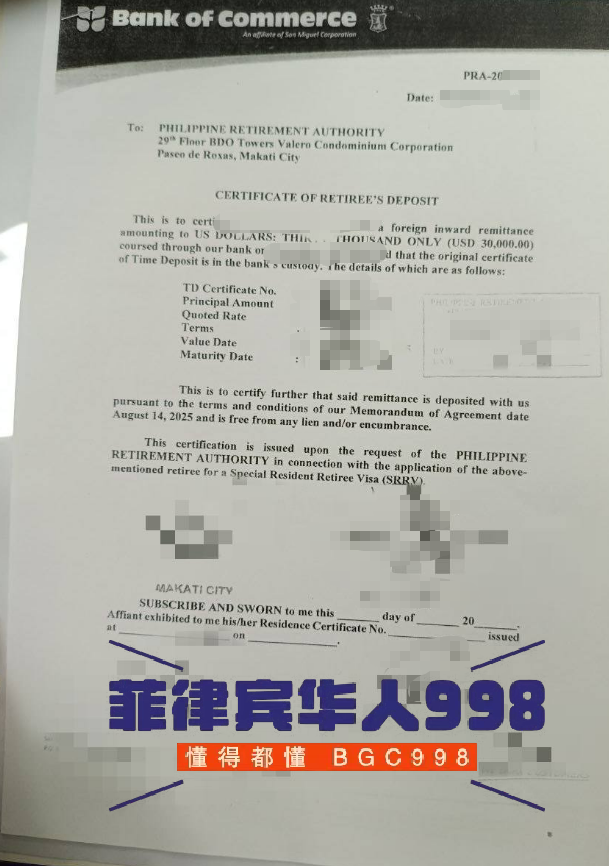 Bank of Commerce
An affiliate of San Miguel Corporation
PRA-20
Date:
To: PHILIPPINE RETIREMENT AUTHORITY
29th Floor BDO Towers Valero Condominium Corporation
Paseo de Roxas, Makati City
CERTIFICATE OF RETIREE'S DEPOSIT
This is to a foreign inward remittance
amounting to US DOLLARS: THOUSAND ONLY (USD 30,000.00)
coursed through our bank that the original certificate
of Time Deposit is in the bank's custody. The details of which are as follows:
TD Certificate No.
Principal Amount
Quoted Rate
Terms :
Value Date
Maturity Date :
This is to certify further that said remittance is deposited with us
pursuant to the terms and conditions of our Memorandum of Agreement date
August 14, 2025 and is free from any lien and/or encumbrance.
This certification is issued upon the request of the PHILIPPINE
RETIREMENT AUTHORITY in connection with the application of the above-
mentioned retiree for a Special Resident Retiree Visa (SRRV)
MAKATI CITY
SUBSCRIBE AND SWORN to me this ______ day of ______ 20______.
Affiant exhibited to me his/her Residence Certificate No. ______ issued
at ______ on ______.
菲律宾华人998
懂得都懂 BGC998